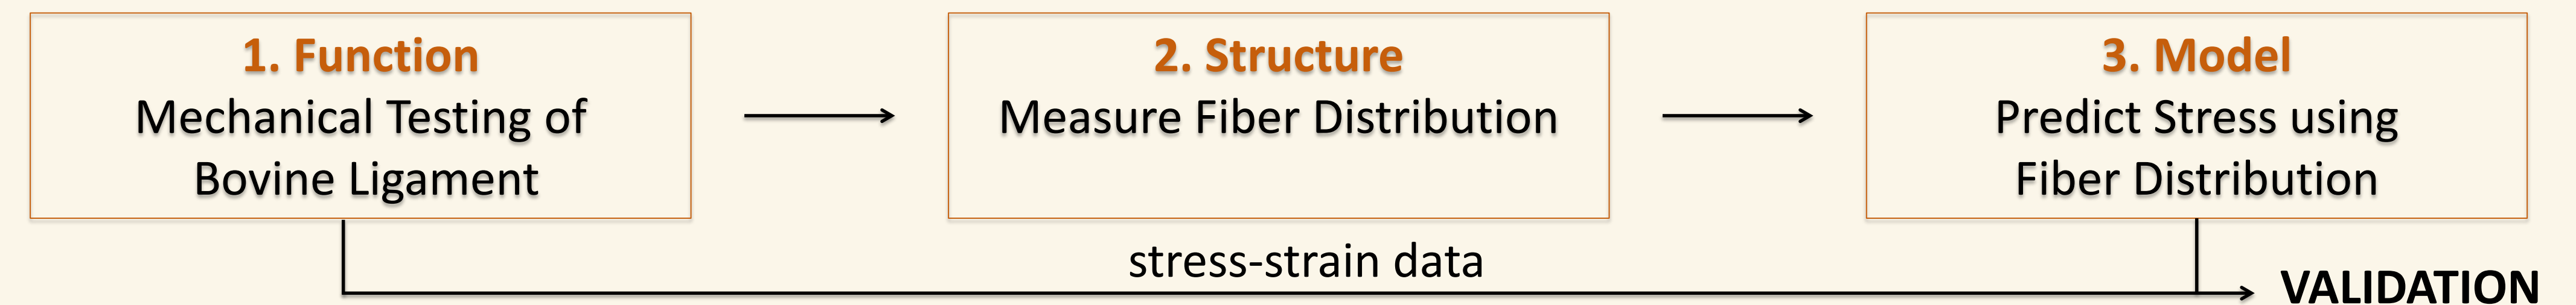 1. Function
Mechanical Testing of
Bovine Ligament
2. Structure
Measure Fiber Distribution
3. Model
Predict Stress using
Fiber Distribution
stress-strain data
VALIDATION